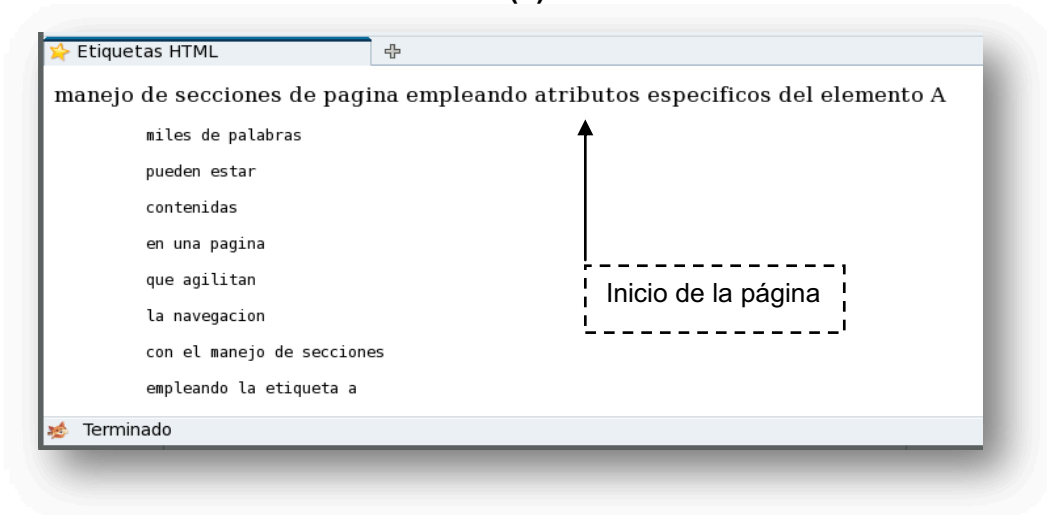 Etiquetas HTML
manejo de secciones de pagina empleando atributos especificos del elemento A
miles de palabras
pueden estar
contenidas
en una pagina
que agilitan
la navegacion
con el manejo de secciones
empleando la etiqueta a
Inicio de la página
Terminado